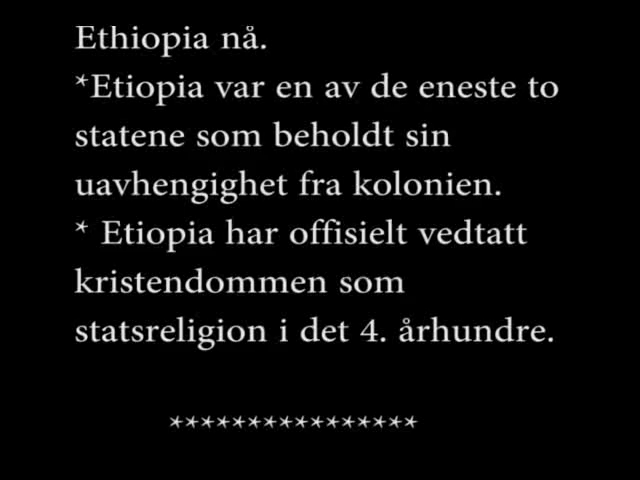 Ethiopia nå.
*Etiopia var en av de eneste to
statene som beholdt sin
uavhengighet fra kolonien.
* Etiopia har offisielt vedtatt
kristendommen som
statsreligion i det 4. århundre.
****************